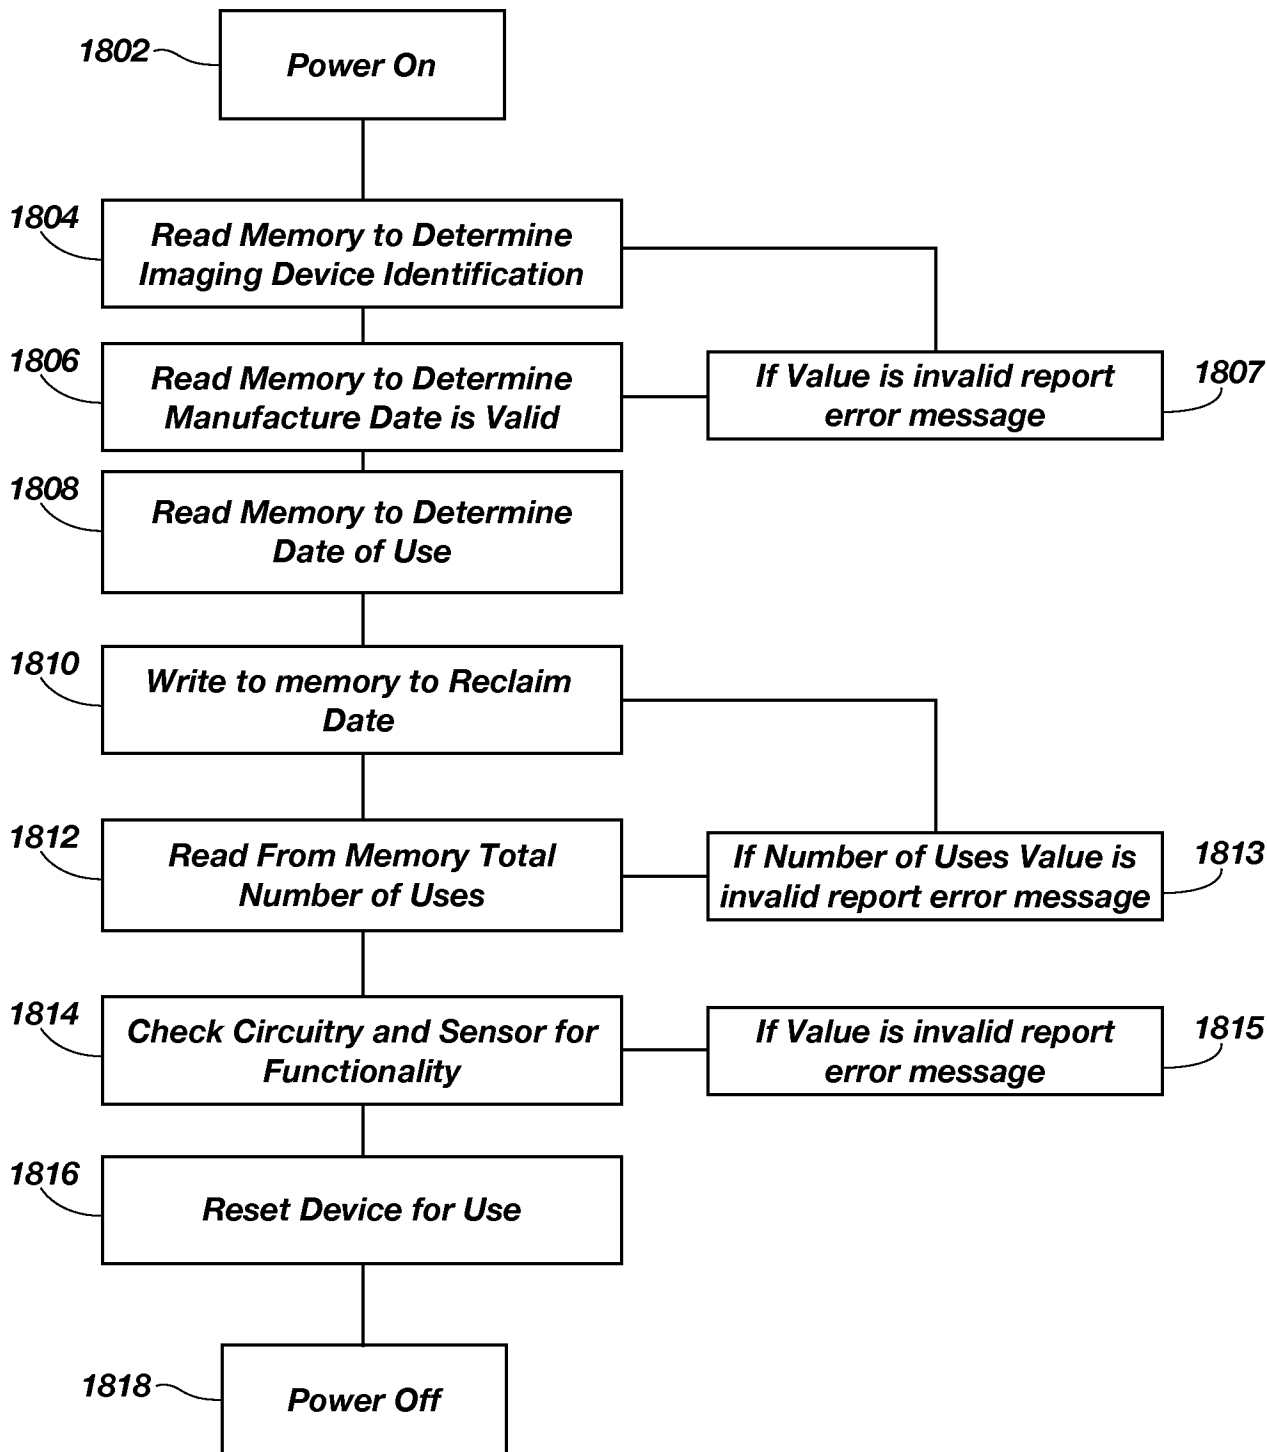 1802
Power On
1804
Read Memory to Determine
Imaging Device Identification
1806
Read Memory to Determine
Manufacture Date is Valid
If Value is invalid report
error message
1807
1808
Read Memory to Determine
Date of Use
1810
Write to memory to Reclaim
Date
1812
Read From Memory Total
Number of Uses
If Number of Uses Value is
invalid report error message
1813
1814
Check Circuitry and Sensor for
Functionality
If Value is invalid report
error message
1815
1816
Reset Device for Use
1818
Power Off